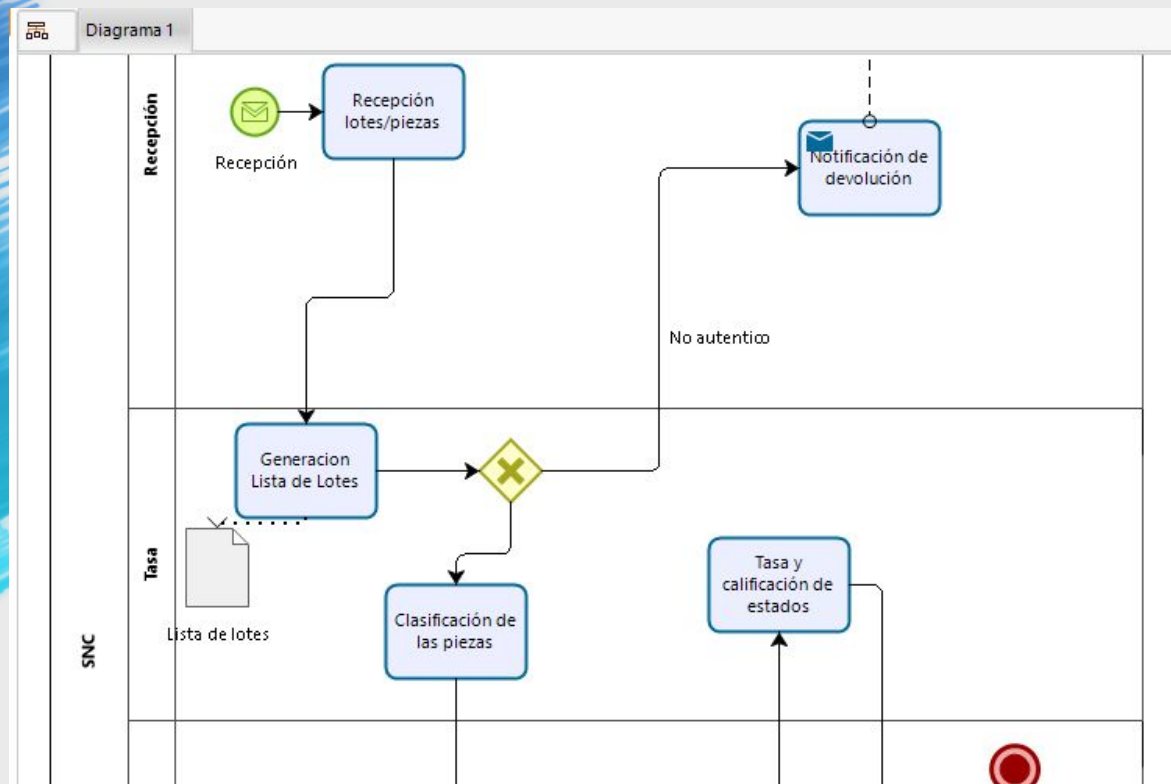 Diagrama 1
Recepción
Recepción
lotes/piezas
Recepción
Notificación de
devolución
No autentico
Generacion
Lista de Lotes
Tasa
Lista de lotes
Tasa y
calificación de
estados
Clasificación de
las piezas
SNC